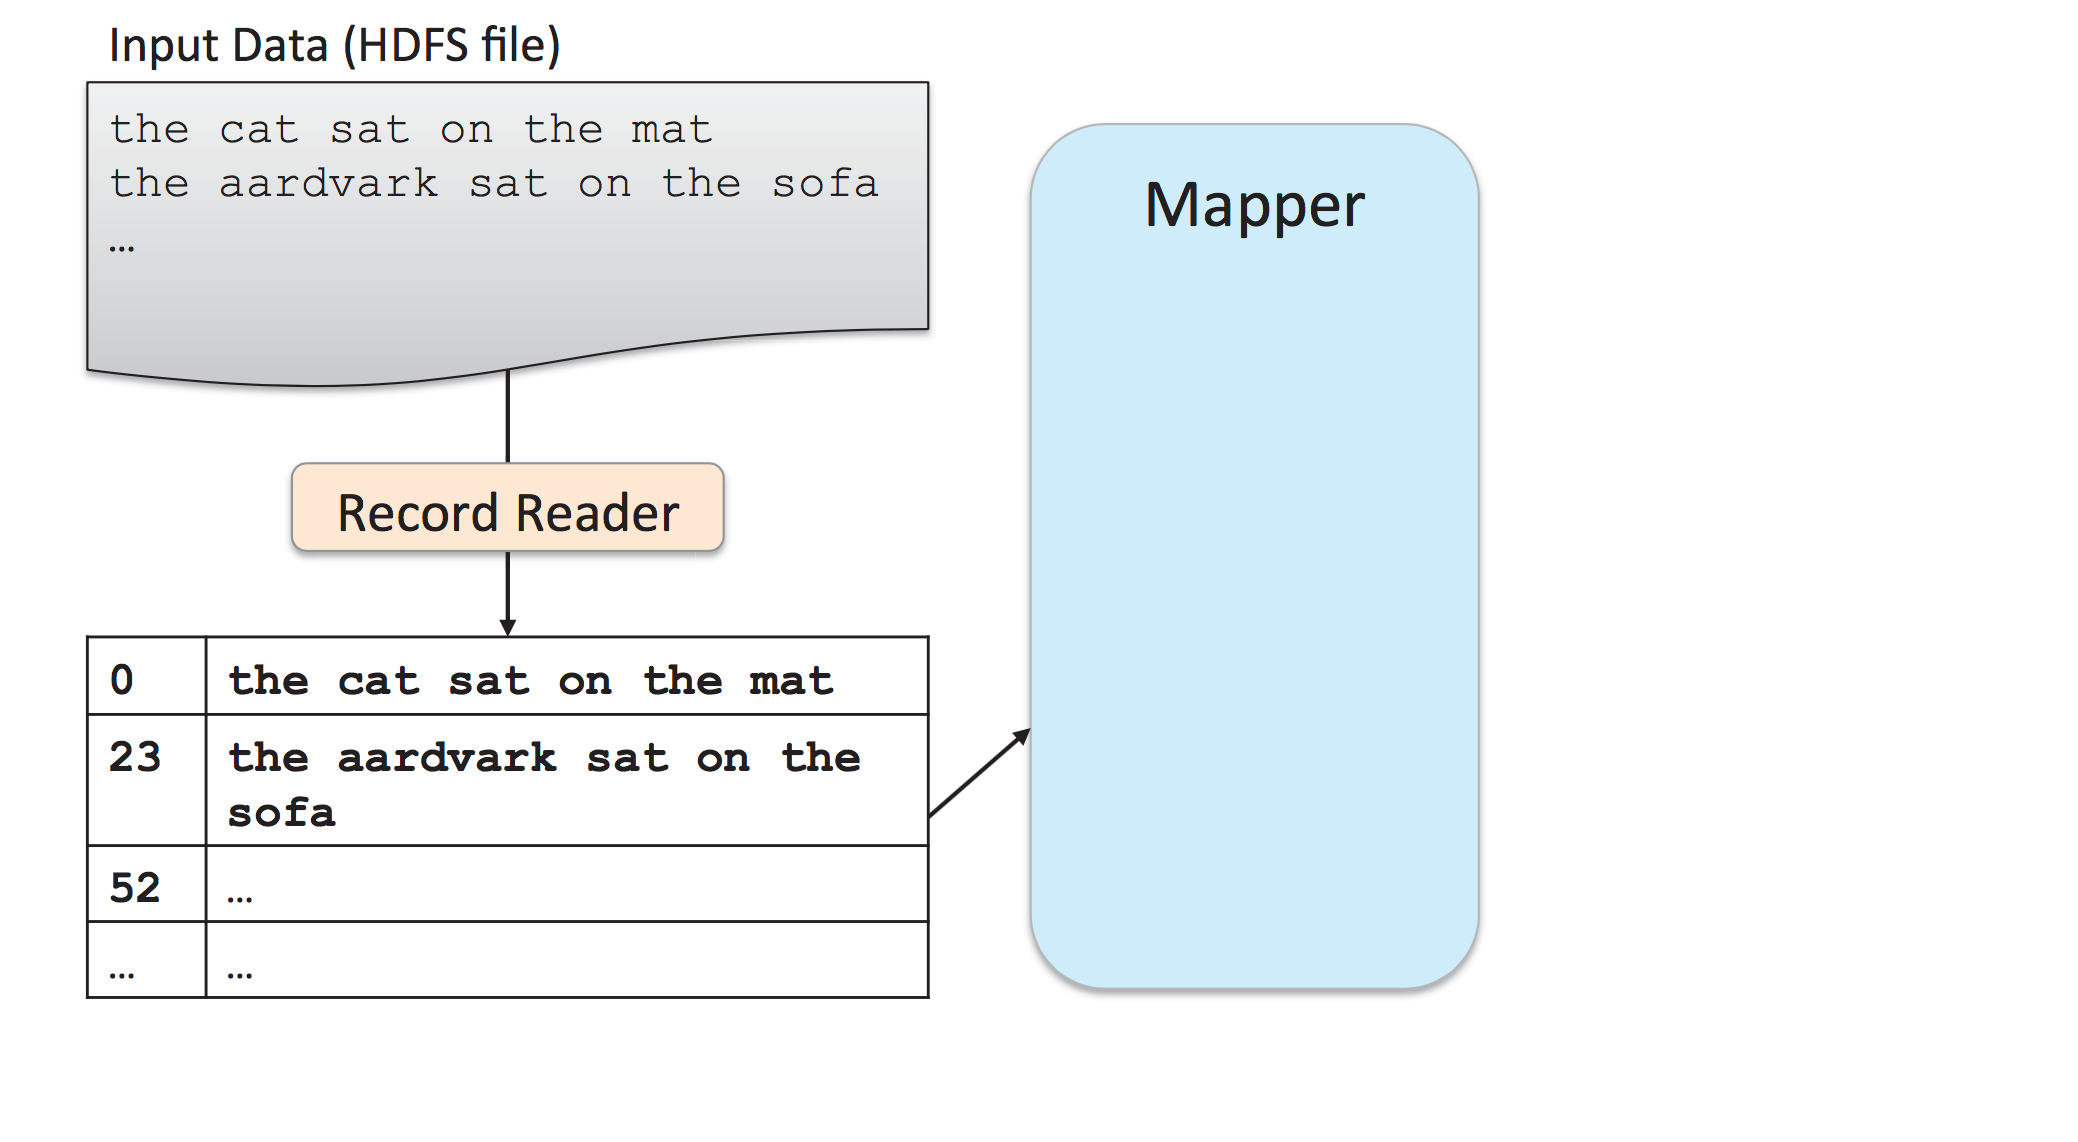 Input Data (HDFS file)
the cat sat on the mat
the aardvark sat on the sofa
…
Mapper
Record Reader
0 the cat sat on the mat
23 the aardvark sat on the
sofa
52 …
… …